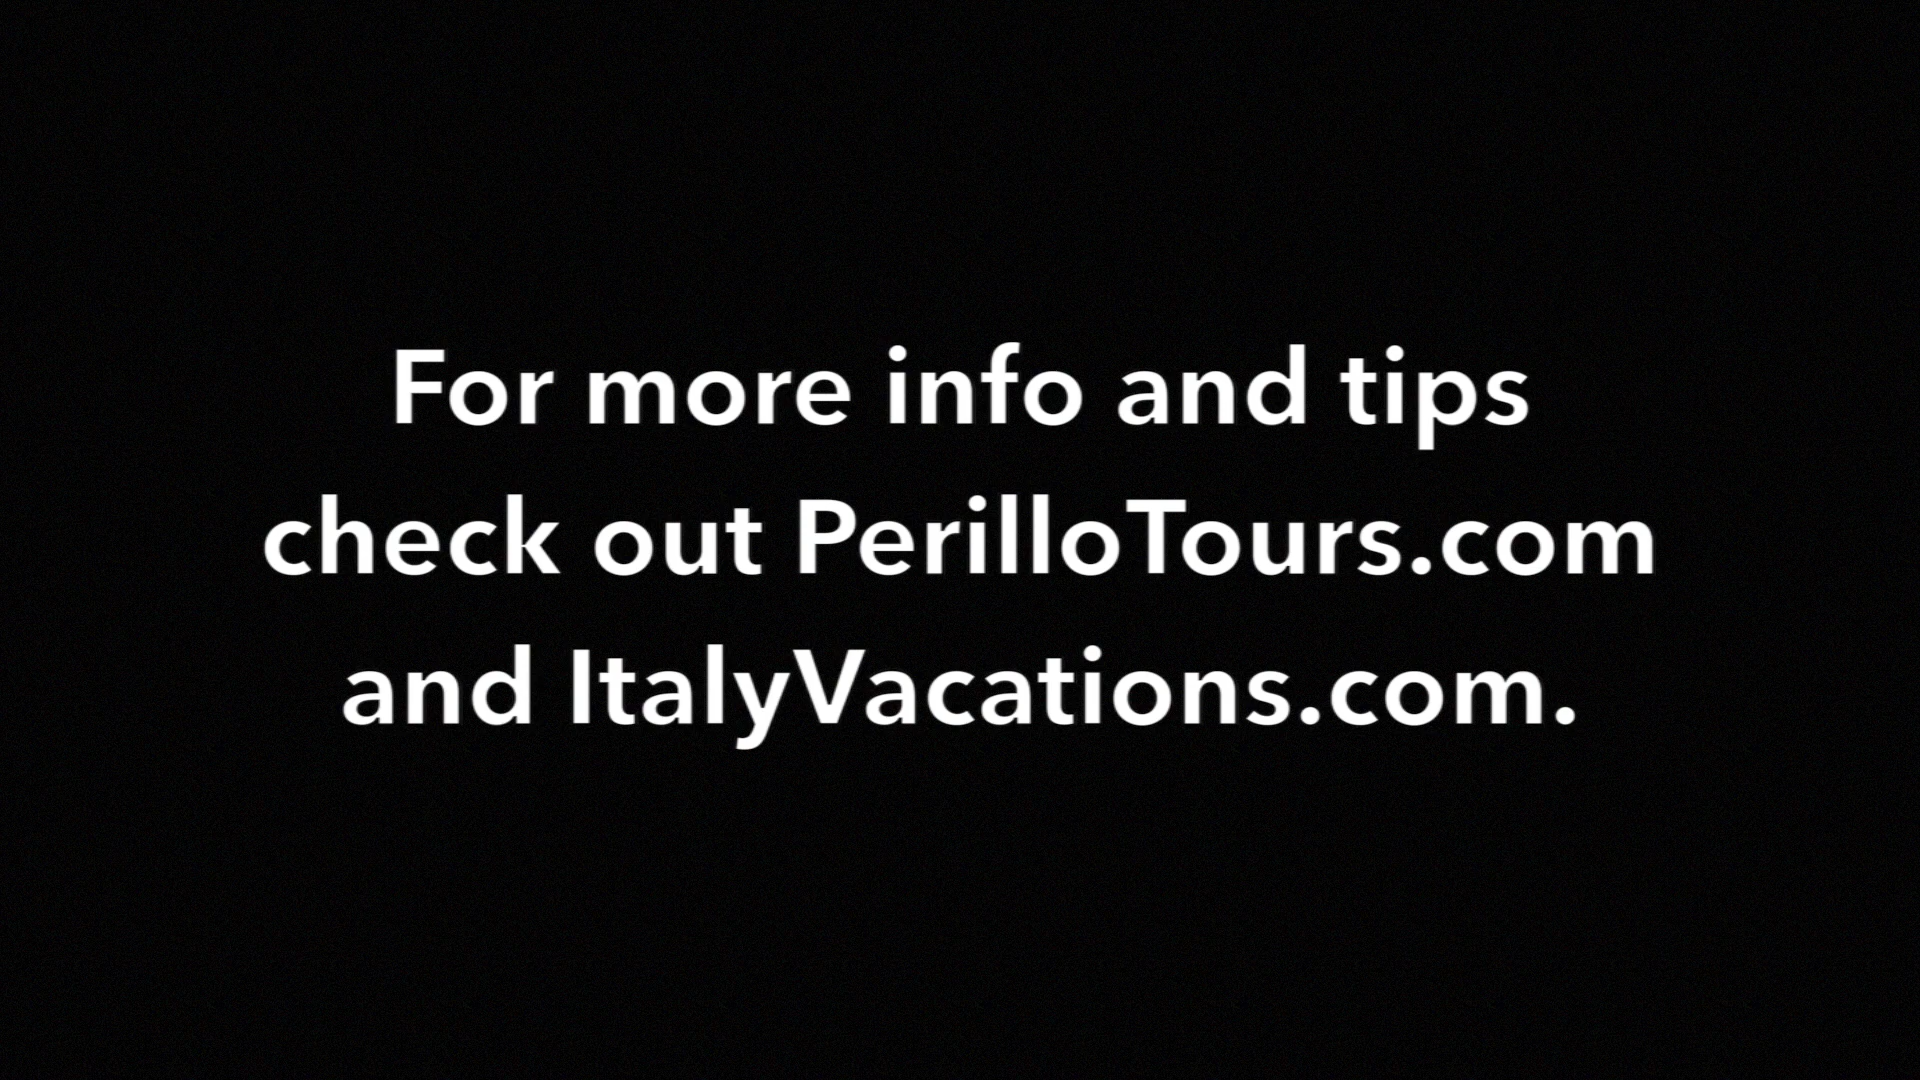 For more info and tips
check out PerilloTours.com
and ItalyVacations.com.